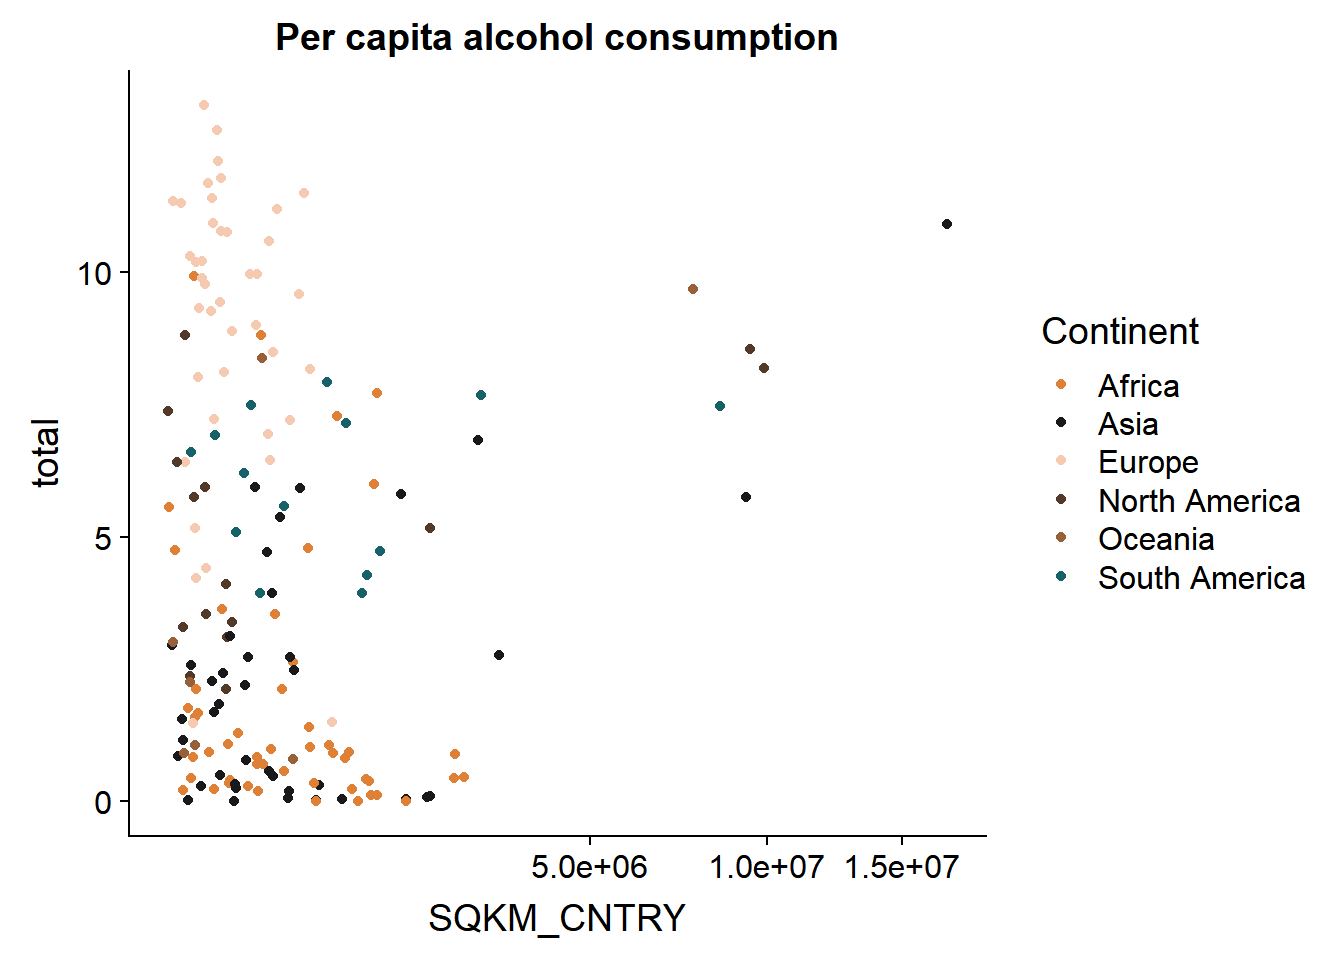 Per capita alcohol consumption
10
5
0
total
5.0e+06 1.0e+07 1.5e+07
SQKM_CNTRY
Continent
Africa
Asia
Europe
North America
Oceania
South America